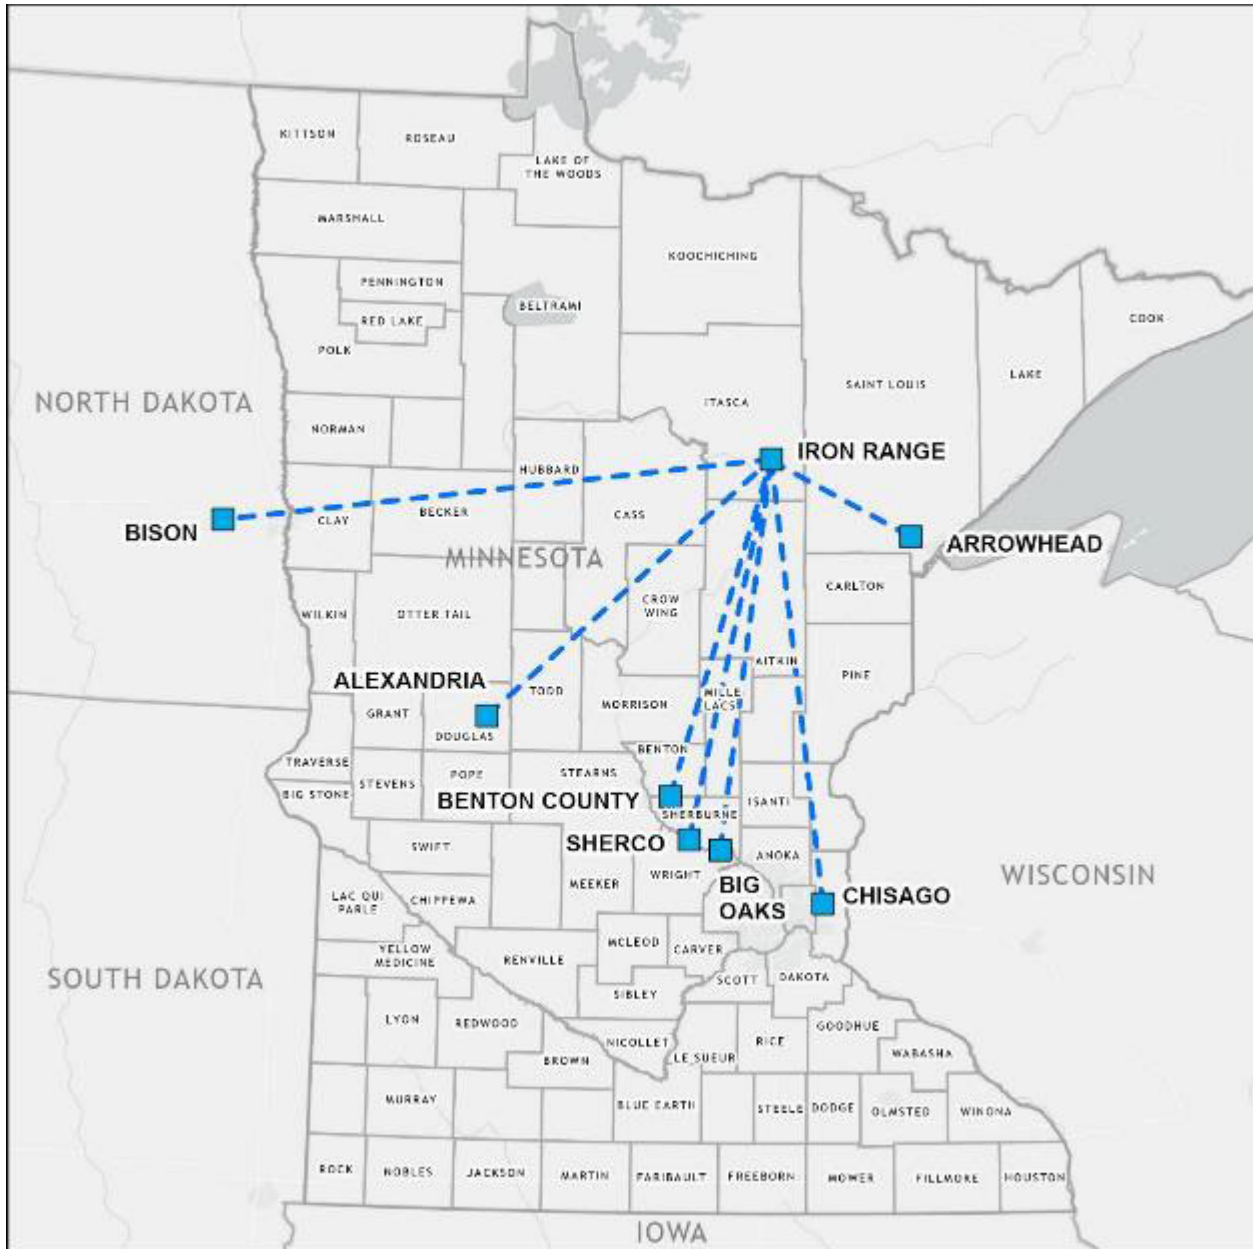 KITTSON
ROSEAU
LAKE OF
THE WOODS
MARSHALL
KOOCHICHING
PENNINGTON
BELTRAMI
RED LAKE
COOK
POLK
LAKE
SAINT LOUIS
NORTH DAKOTA
ITASCA
NORMAN
IRON RANGE
HUBBARD
BISON
CLAY
BECKER
CASS
ARROWHEAD
MINNESOTA
CARLTON
CROW
WING
WILKIN
OTTER TAIL
AITKIN
PINE
ALEXANDRIA
TODD
MILLE
LACS
MORRISON
GRANT
DOUGLAS
BENTON
TRAVERSE
STEVENS
POPE
STEARNS
BIG STONE
BENTON COUNTY
ISANTI
SHERBURNE
SHERCO
SWIFT
ANOKA
MEEKER
WRIGHT
WISCONSIN
LAC QUI
PARLE
CHIPPEWA
BIG
OAKS
CHISAGO
MCLEOD
CARVER
YELLOW
MEDICINE
RENVILLE
SOUTH DAKOTA
SCOTT
DAKOTA
SIBLEY
LYON
REDWOOD
GOODHUE
NICOLLET
RICE
BROWN
LE SUEUR
WABASHA
MURRAY
BLUE EARTH
STEELE
DODGE
OLMSTED
WINONA
ROCK
NOBLES
JACKSON
MARTIN
FARIBAULT
FREEBORN
MOWER
FILLMORE
HOUSTON
IOWA